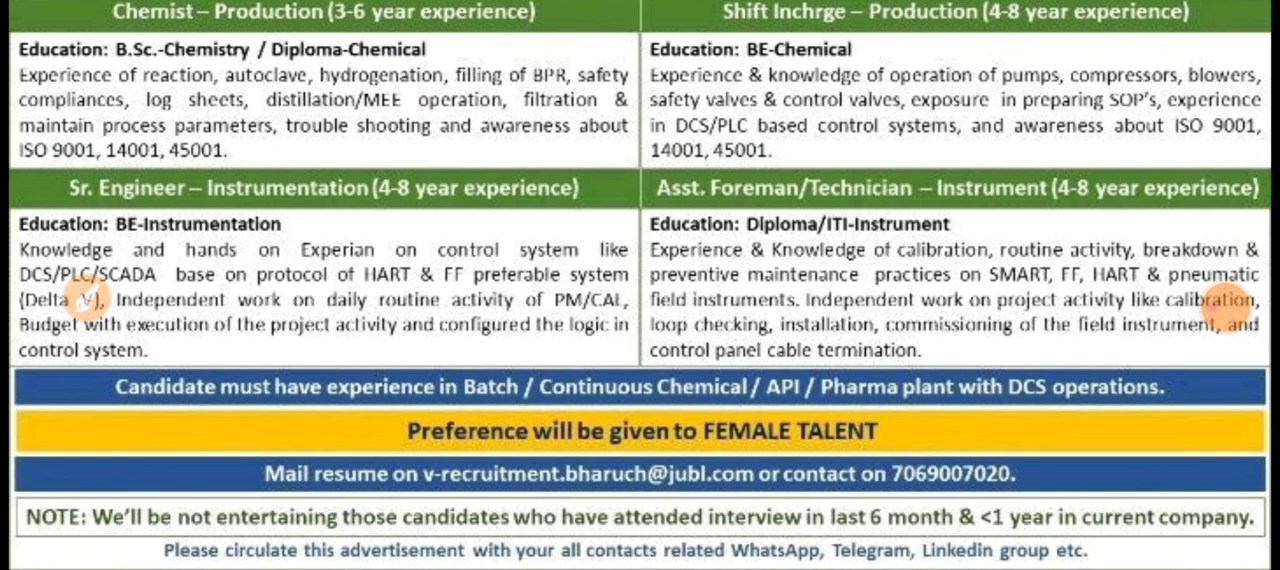 Chemist – Production (3-6 year experience)
Education: B.Sc.-Chemistry / Diploma-Chemical
Experience of reaction, autoclave, hydrogenation, filling of BPR, safety
compliances, log sheets, distillation/MEE operation, filtration &
maintain process parameters, trouble shooting and awareness about
ISO 9001, 14001, 45001.
Shift Inchrge – Production (4-8 year experience)
Education: BE-Chemical
Experience & knowledge of operation of pumps, compressors, blowers,
safety valves & control valves, exposure in preparing SOP's, experience
in DCS/PLC based control systems, and awareness about ISO 9001,
14001, 45001.
Sr. Engineer – Instrumentation (4-8 year experience)
Education: BE-Instrumentation
Knowledge and hands on Experian on control system like
DCS/PLC/SCADA base on protocol of HART & FF preferable system
(Delta V), Independent work on daily routine activity of PM/CAL,
Budget with execution of the project activity and configured the logic in
control system.
Asst. Foreman/Technician – Instrument (4-8 year experience)
Education: Diploma/ITI-Instrument
Experience & Knowledge of calibration, routine activity, breakdown &
preventive maintenance practices on SMART, FF, HART & pneumatic
field instruments. Independent work on project activity like calibration,
loop checking, installation, commissioning of the field instrument, and
control panel cable termination.
Candidate must have experience in Batch / Continuous Chemical / API / Pharma plant with DCS operations.
Preference will be given to FEMALE TALENT
Mail resume on v-recruitment.bharuch@jubl.com or contact on 7069007020.
NOTE: We'll be not entertaining those candidates who have attended interview in last 6 month & <1 year in current company.
Please circulate this advertisement with your all contacts related WhatsApp, Telegram, Linkedin group etc.